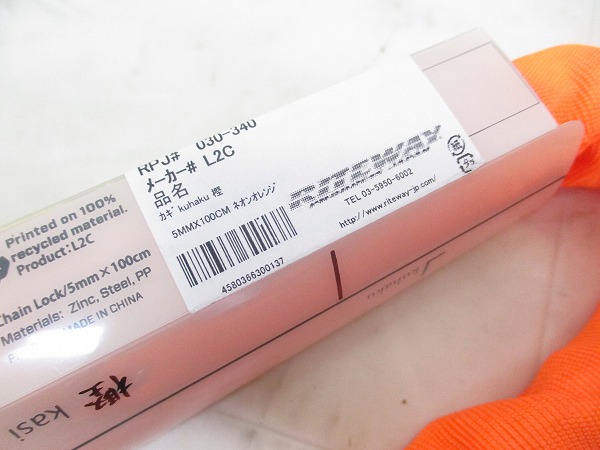 RPJ# 030-340
メーカー# L2C
品名
カギ kuhaku 樫
5MMX100CM ネオンオレンジ
4580366300137
RITEWAY
TEL 03-5950-6002
http://www.riteway-jp.com/
Printed on 100%
recycled material.
Product:L2C
Chain Lock/5mm×100cm
Materials: Zinc, Steel, PP
MADE IN CHINA
kuhaku
樫 kasi